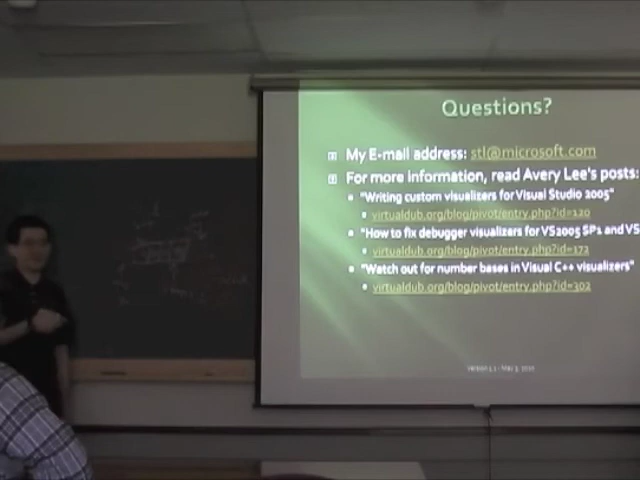 Questions?
My E-mail address: stl@microsoft.com
For more information, read Avery Lee's posts:
"Writing custom visualizers for Visual Studio 2005"
virtualdub.org/blog/pivot/entry.php?id=120
"How to fix debugger visualizers for VS2005 SP1 and VS
virtualdub.org/blog/pivot/entry.php?id=172
"Watch out for number bases in Visual C++ visualizers"
virtualdub.org/blog/pivot/entry.php?id=302